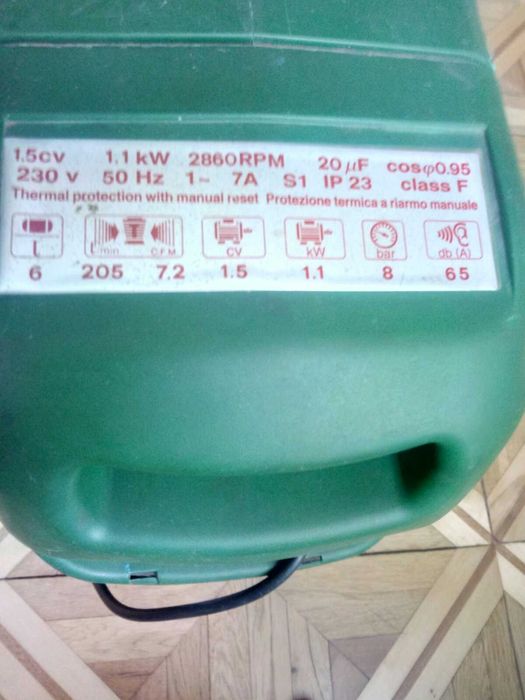 1.5cv 1.1 kW 2860RPM 20 µF cosφ0.95
230 v 50 Hz 1~ 7A S1 IP 23 class F
Thermal protection with manual reset Protezione termica a riarmo manuale
L L/min C.F.M CV kW bar db (A)
6 205 7.2 1.5 1.1 8 65